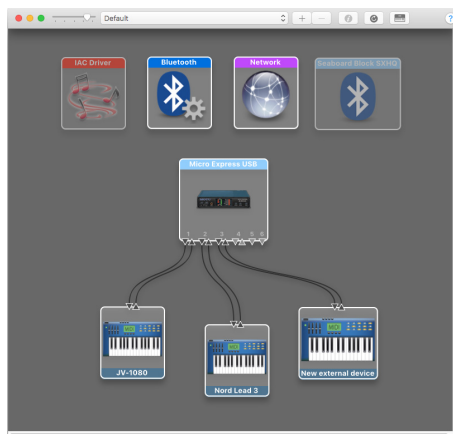 Default
?
IAC Driver
Bluetooth
Network
Seaboard Block SXHG
Micro Express USB
1 2 3 4 5 6
JV-1080
Nord Lead 3
New external device